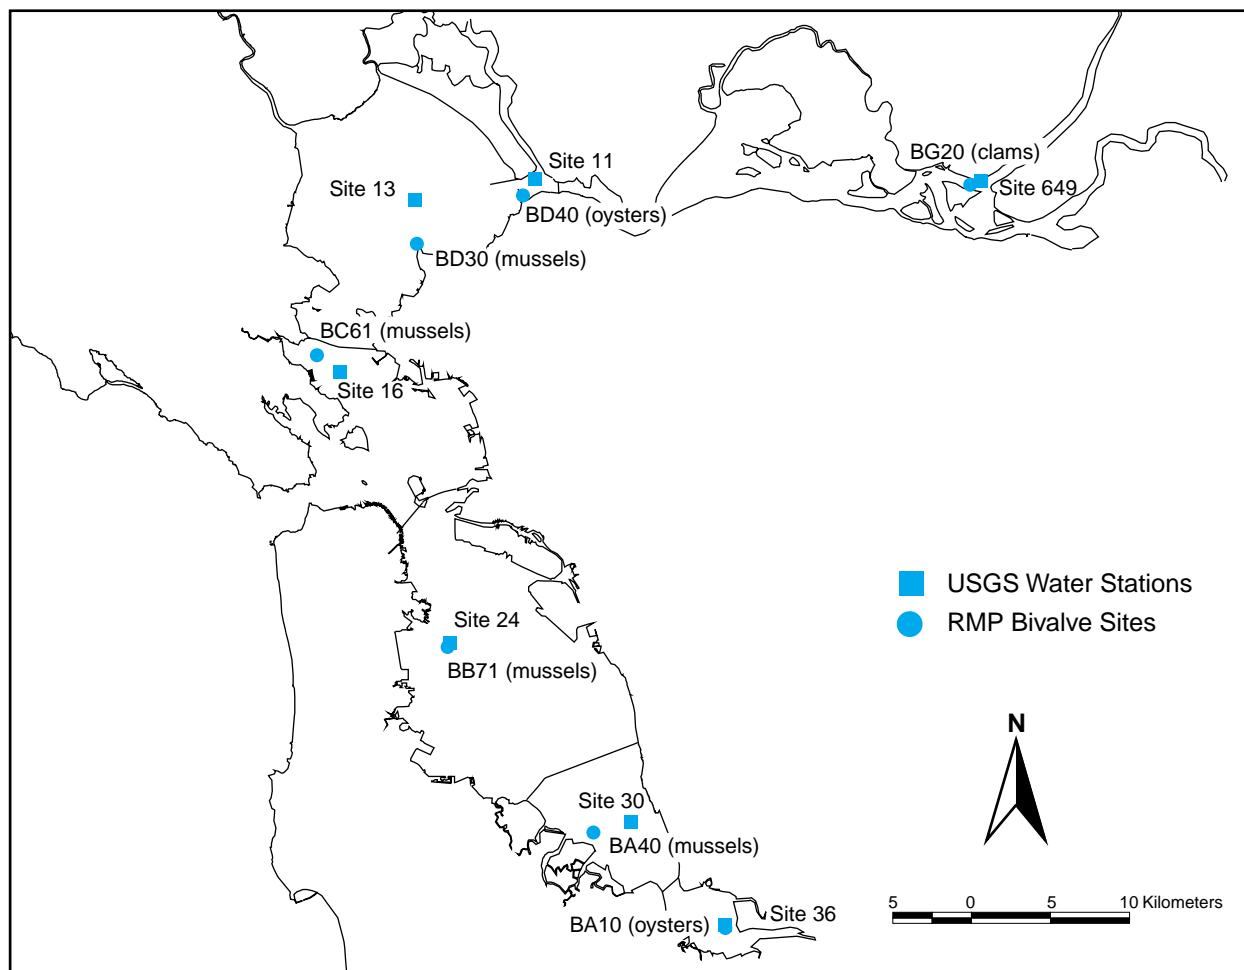 Site 11
BG20 (clams)
Site 13
Site 649
BD40 (oysters)
BD30 (mussels)
BC61 (mussels)
Site 16
USGS Water Stations
RMP Bivalve Sites
Site 24
BB71 (mussels)
N
Site 30
BA40 (mussels)
5 0 5 10 Kilometers
BA10 (oysters)
Site 36